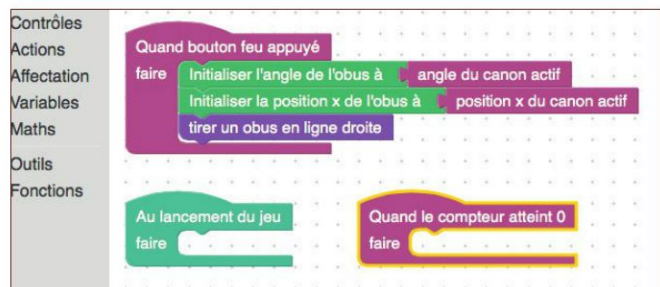 Contrôles
Actions
Affectation
Variables
Maths
Outils
Fonctions
Quand bouton feu appuyé
faire Initialiser l'angle de l'obus à angle du canon actif
Initialiser la position x de l'obus à position x du canon actif
tirer un obus en ligne droite
Au lancement du jeu
faire
Quand le compteur atteint 0
faire